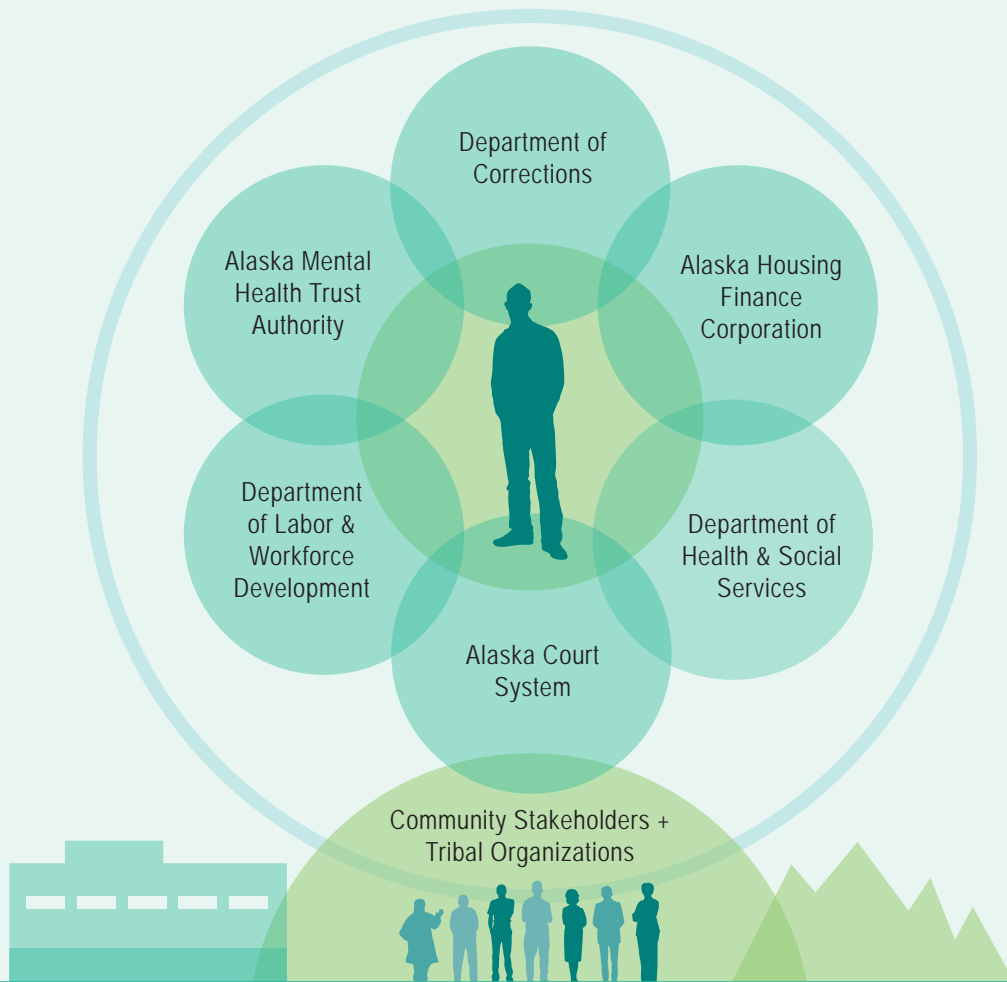 Department of
Corrections
Alaska Mental
Health Trust
Authority
Alaska Housing
Finance
Corporation
Department
of Labor &
Workforce
Development
Department of
Health & Social
Services
Alaska Court
System
Community Stakeholders +
Tribal Organizations